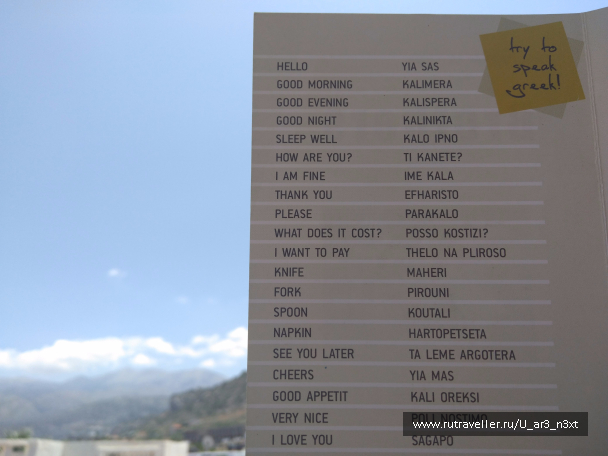 try to
speak
greek!
HELLO YIA SAS
GOOD MORNING KALIMERA
GOOD EVENING KALISPERA
GOOD NIGHT KALINIKTA
SLEEP WELL KALO IPNO
HOW ARE YOU? TI KANETE?
I AM FINE IME KALA
THANK YOU EFHARISTO
PLEASE PARAKALO
WHAT DOES IT COST? POSSO KOSTIZI?
I WANT TO PAY THELO NA PLIROSO
KNIFE MAHERI
FORK PIROUNI
SPOON KOUTALI
NAPKIN HARTOPETSETA
SEE YOU LATER TA LEME ARGOTERA
CHEERS YIA MAS
GOOD APPETIT KALI OREKSI
VERY NICE POLI NOSTIMO
www.rutraveller.ru/U_ar3_n3xt
I LOVE YOU SAGAPO